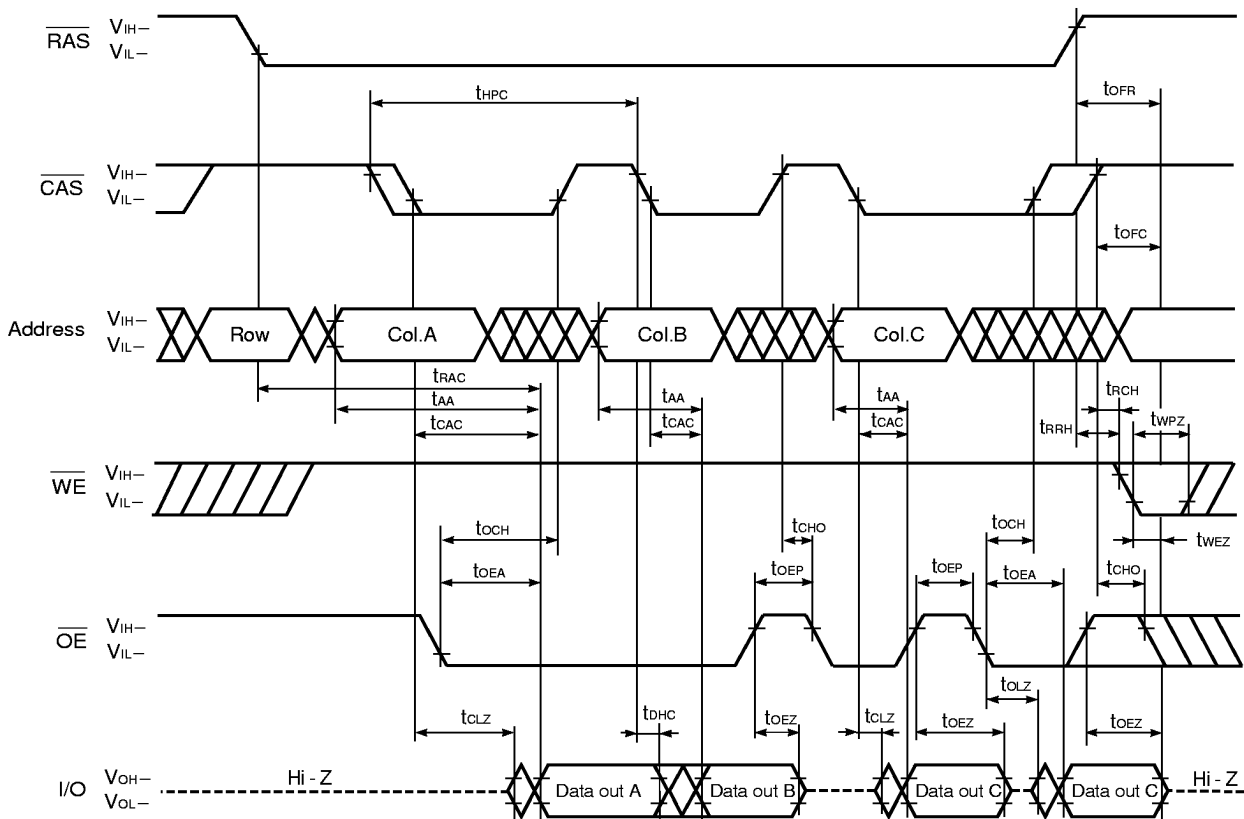 RAS VIH–
VIL–
tHPC tOFR
CAS VIH–
VIL–
tOFC
Address VIH–
VIL–
Row Col.A Col.B Col.C
tRAC
tAA tAA tAA
tCAC tCAC tCAC
tRCH
tRRH tWPZ
WE VIH–
VIL–
tWEZ
tOCH tCHO tOCH
tOEA tOEP tOEP tOEA tCHO
OE VIH–
VIL–
tOLZ
tCLZ tDHC tOEZ tCLZ tOEZ tOEZ
I/O VOH–
VOL–
Hi - Z Data out A Data out B Data out C Data out C Hi - Z